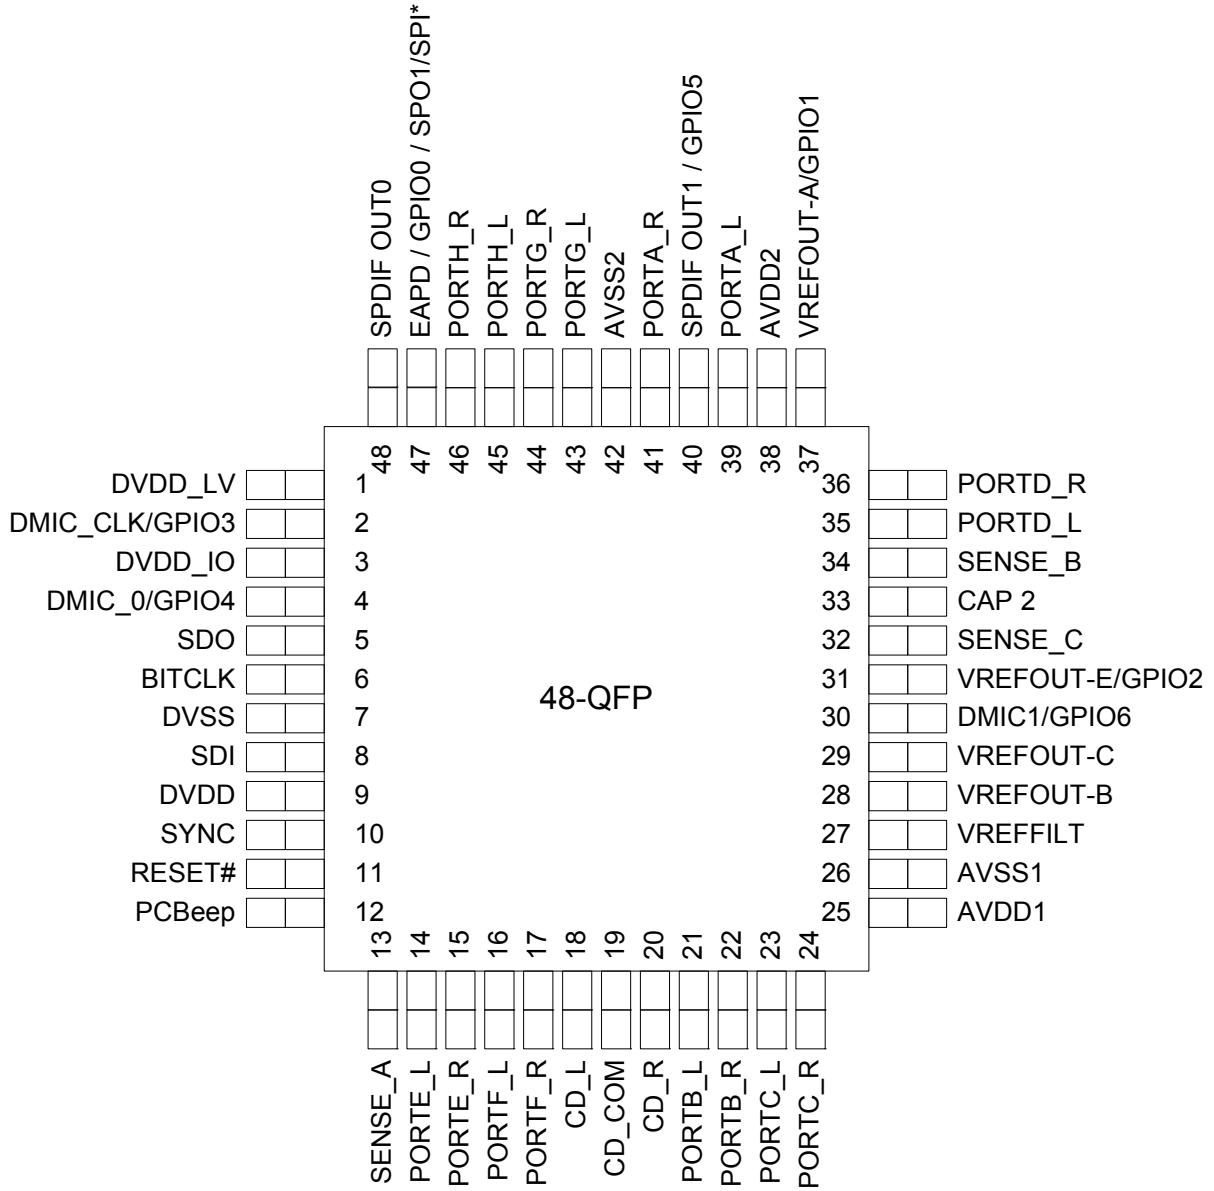 SPDIF OUT0
EAPD / GPIO0 / SPO1/SPI*
PORTH_R
PORTH_L
PORTG_R
PORTG_L
AVSS2
PORTA_R
SPDIF OUT1 / GPIO5
PORTA_L
AVDD2
VREFOUT-A/GPIO1
48
47
46
45
44
43
42
41
40
39
38
37
DVDD_LV 1
DMIC_CLK/GPIO3 2
DVDD_IO 3
DMIC_0/GPIO4 4
SDO 5
BITCLK 6
DVSS 7
SDI 8
DVDD 9
SYNC 10
RESET# 11
PCBeep 12
48-QFP
36 PORTD_R
35 PORTD_L
34 SENSE_B
33 CAP 2
32 SENSE_C
31 VREFOUT-E/GPIO2
30 DMIC1/GPIO6
29 VREFOUT-C
28 VREFOUT-B
27 VREFFILT
26 AVSS1
25 AVDD1
13
14
15
16
17
18
19
20
21
22
23
24
SENSE_A
PORTE_L
PORTE_R
PORTF_L
PORTF_R
CD_L
CD_COM
CD_R
PORTB_L
PORTB_R
PORTC_L
PORTC_R